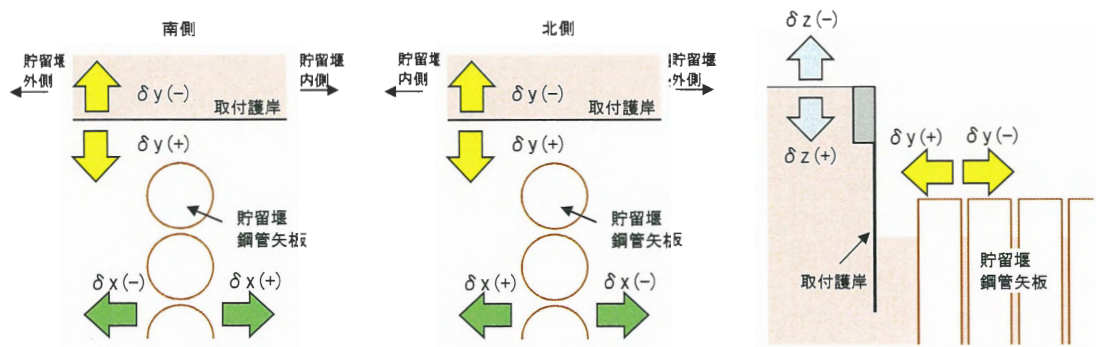 南側
貯留堰
外側
貯留堰
内側
δy(-)
取付護岸
δy(+)
貯留堰
鋼管矢板
δx(-)
δx(+)
北側
貯留堰
内側
貯留堰
外側
δy(-)
取付護岸
δy(+)
貯留堰
鋼管矢板
δx(+)
δx(-)
δz(-)
δz(+)
δy(+)
δy(-)
貯留堰
鋼管矢板
取付護岸